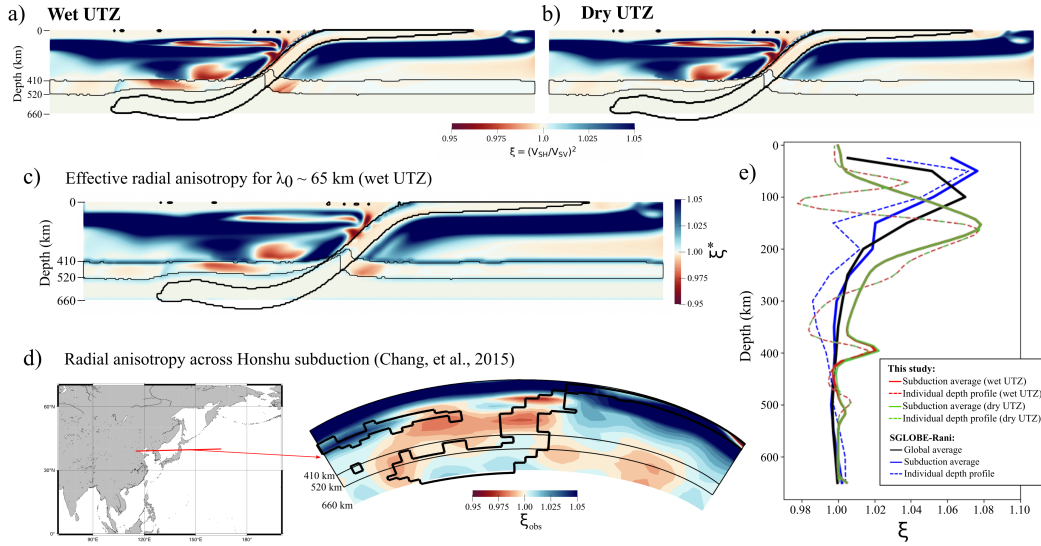 a) Wet UTZ
b) Dry UTZ
Depth (km)
0
410
520
660
0.95 0.975 1.0 1.025 1.05
ξ = (V_SH/V_SV)²
c) Effective radial anisotropy for λ0 ~ 65 km (wet UTZ)
Depth (km)
0
410
520
660
1.05
1.025
1.00
0.975
0.95
ξ*
d) Radial anisotropy across Honshu subduction (Chang, et al., 2015)
60°N
30°N
0°
90°E 120°E 150°E 180°
410 km
520 km
660 km
0.95 0.975 1.00 1.025 1.05
ξobs
e)
Depth (km)
0
100
200
300
400
500
600
0.98 1.00 1.02 1.04 1.06 1.08 1.10
ξ
This study:
Subduction average (wet UTZ)
Individual depth profile (wet UTZ)
Subduction average (dry UTZ)
Individual depth profile (dry UTZ)
SGLOBE-Rani:
Global average
Subduction average
Individual depth profile